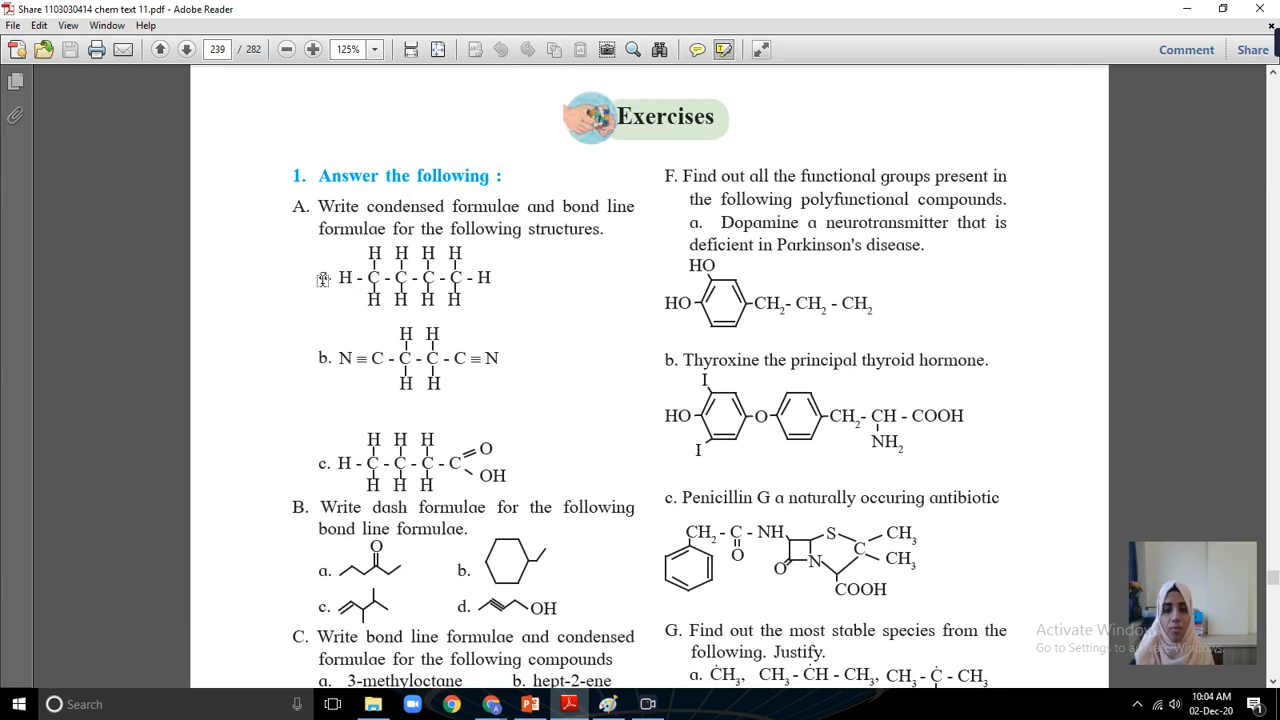 Share 1103030414 chem text 11.pdf - Adobe Reader
File Edit View Window Help
239 / 282 125% Comment Share
Exercises
1. Answer the following :
A. Write condensed formulae and bond line
formulae for the following structures.
H H H H
H - C - C - C - C - H
H H H H
H H
b. N ≡ C - C - C - C ≡ N
H H
H H H O
c. H - C - C - C - C
H H H OH
B. Write dash formulae for the following
bond line formulae.
O
a. b.
c. d. OH
C. Write bond line formulae and condensed
formulae for the following compounds
a. 3-methyloctane b. hept-2-ene
F. Find out all the functional groups present in
the following polyfunctional compounds.
a. Dopamine a neurotransmitter that is
deficient in Parkinson's disease.
HO
HO CH2- CH2 - CH2
b. Thyroxine the principal thyroid hormone.
I
HO O CH2- CH - COOH
I NH2
c. Penicillin G a naturally occuring antibiotic
CH2 - C - NH S CH3
O C
O N CH3
COOH
G. Find out the most stable species from the
following. Justify.
a. ĊH3, CH3 - ĊH - CH3, CH3 - Ċ - CH3
Activate Windows
Go to Settings to activate Windows.
Search
10:04 AM
02-Dec-20